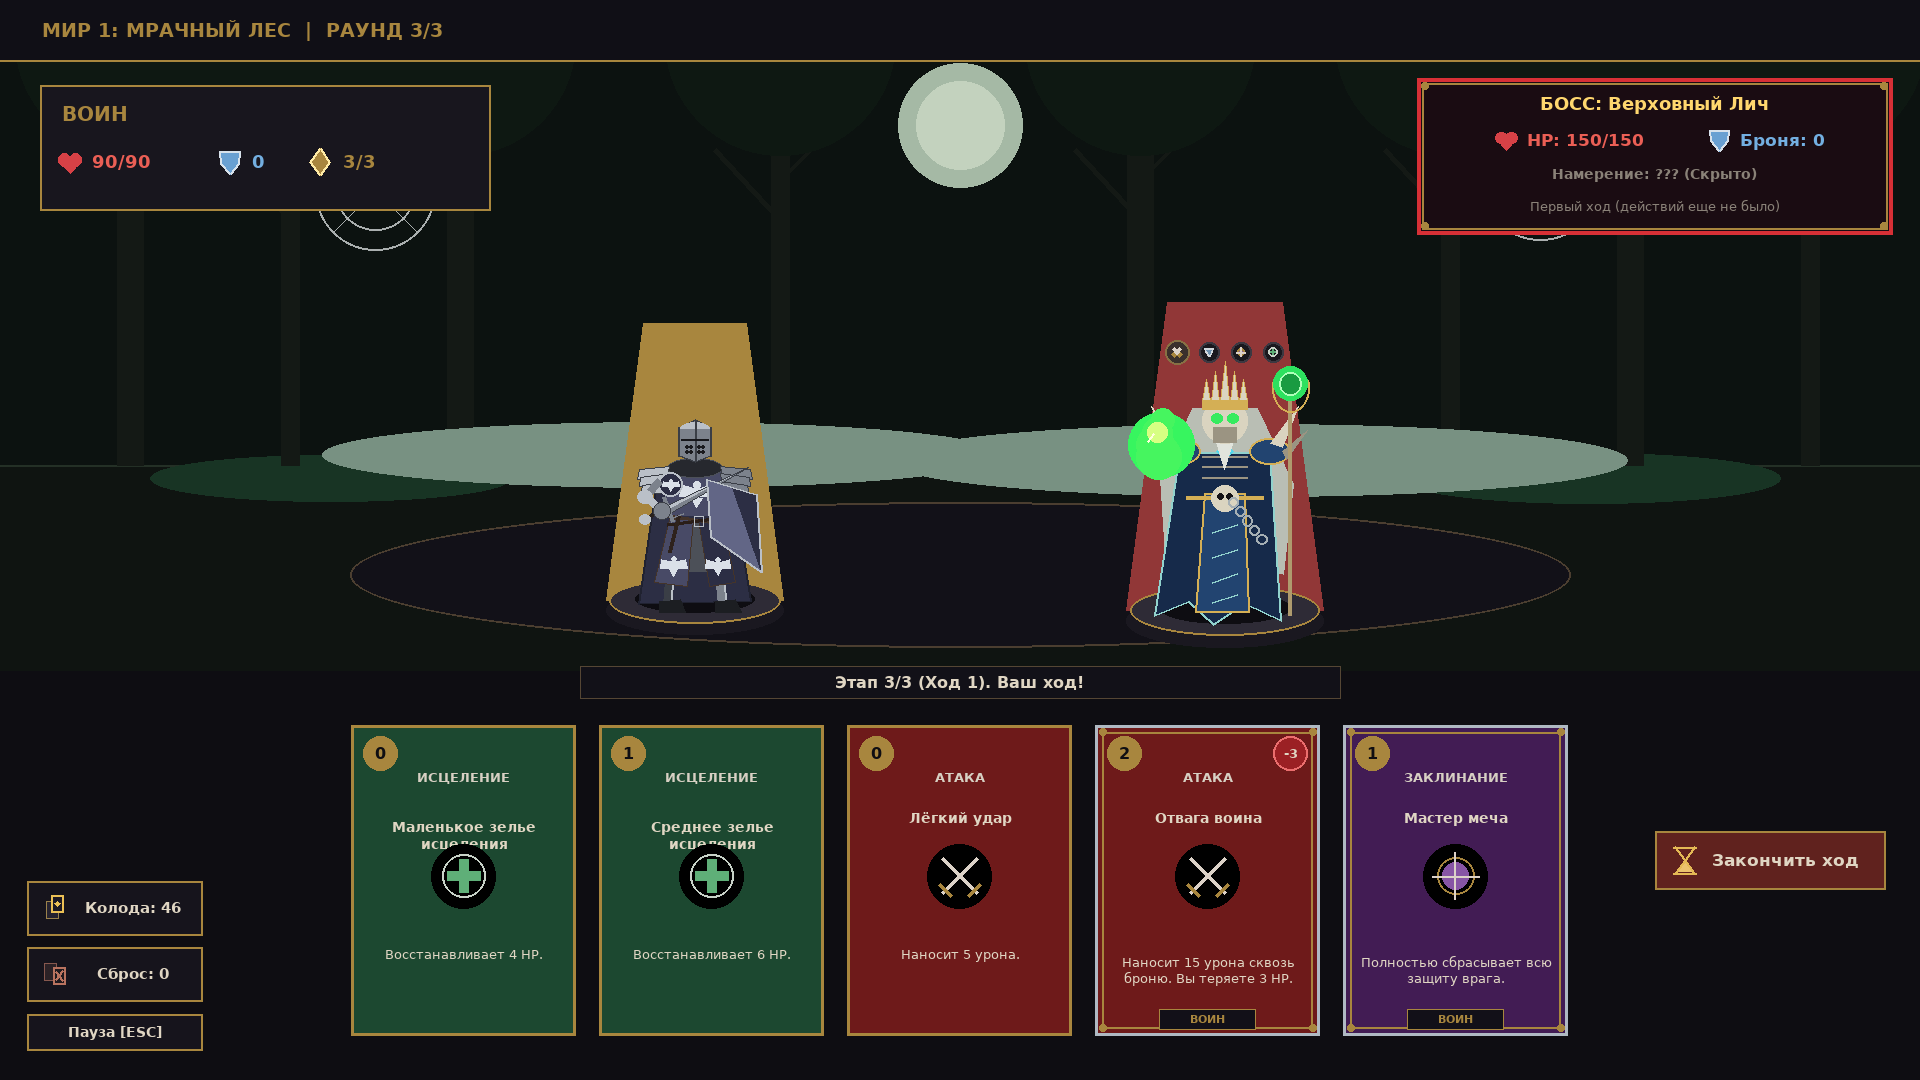 МИР 1: МРАЧНЫЙ ЛЕС | РАУНД 3/3
ВОИН
90/90
0
3/3
БОСС: Верховный Лич
HP: 150/150
Броня: 0
Намерение: ??? (Скрыто)
Первый ход (действий еще не было)
Этап 3/3 (Ход 1). Ваш ход!
0
ИСЦЕЛЕНИЕ
Маленькое зелье
исцеления
Восстанавливает 4 HP.
1
ИСЦЕЛЕНИЕ
Среднее зелье
исцеления
Восстанавливает 6 HP.
0
АТАКА
Лёгкий удар
Наносит 5 урона.
2
-3
АТАКА
Отвага воина
Наносит 15 урона сквозь
броню. Вы теряете 3 HP.
ВОИН
1
ЗАКЛИНАНИЕ
Мастер меча
Полностью сбрасывает всю
защиту врага.
ВОИН
Закончить ход
Колода: 46
Сброс: 0
Пауза [ESC]